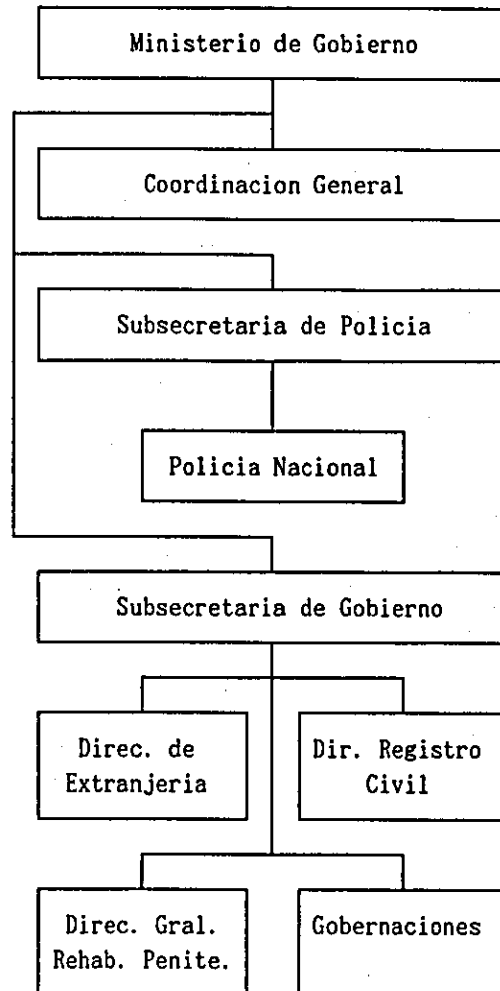 Ministerio de Gobierno
Coordinacion General
Subsecretaria de Policia
Policia Nacional
Subsecretaria de Gobierno
Direc. de
Extranjeria
Dir. Registro
Civil
Direc. Gral.
Rehab. Penite.
Gobernaciones